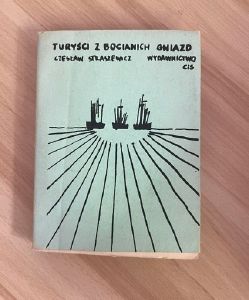 TURYŚCI Z BOCIANICH GNIAZD
CZESŁAW STRASZEWICZ WYDAWNICTWO
CIS